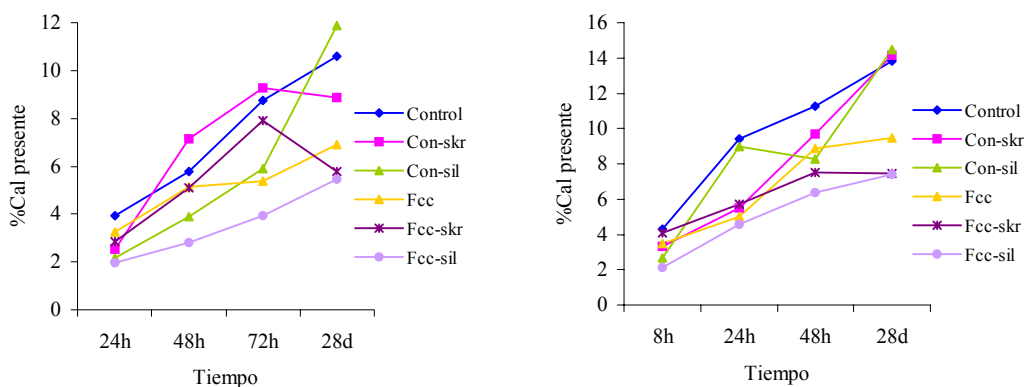 12
10
8
6
4
2
0
%Cal presente
24h 48h 72h 28d
Tiempo
Control
Con-skr
Con-sil
Fcc
Fcc-skr
Fcc-sil
16
14
12
10
8
6
4
2
0
%Cal presente
8h 24h 48h 28d
Tiempo
Control
Con-skr
Con-sil
Fcc
Fcc-skr
Fcc-sil